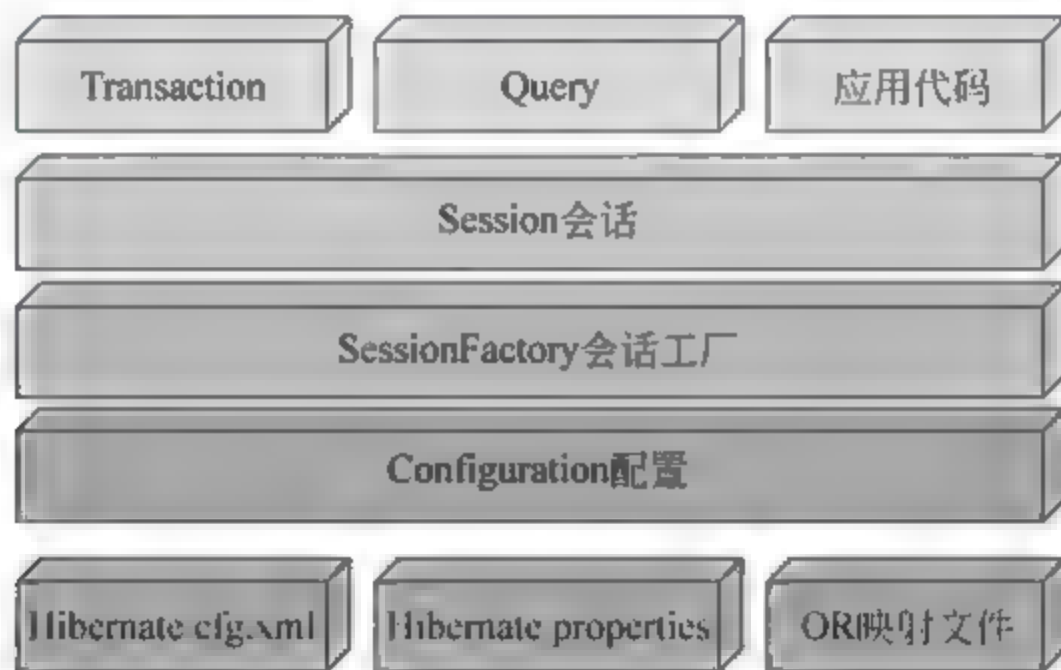 Transaction
Query
应用代码
Session会话
SessionFactory会话工厂
Configuration配置
Hibernate cfg.xml
Hibernate properties
OR映射文件